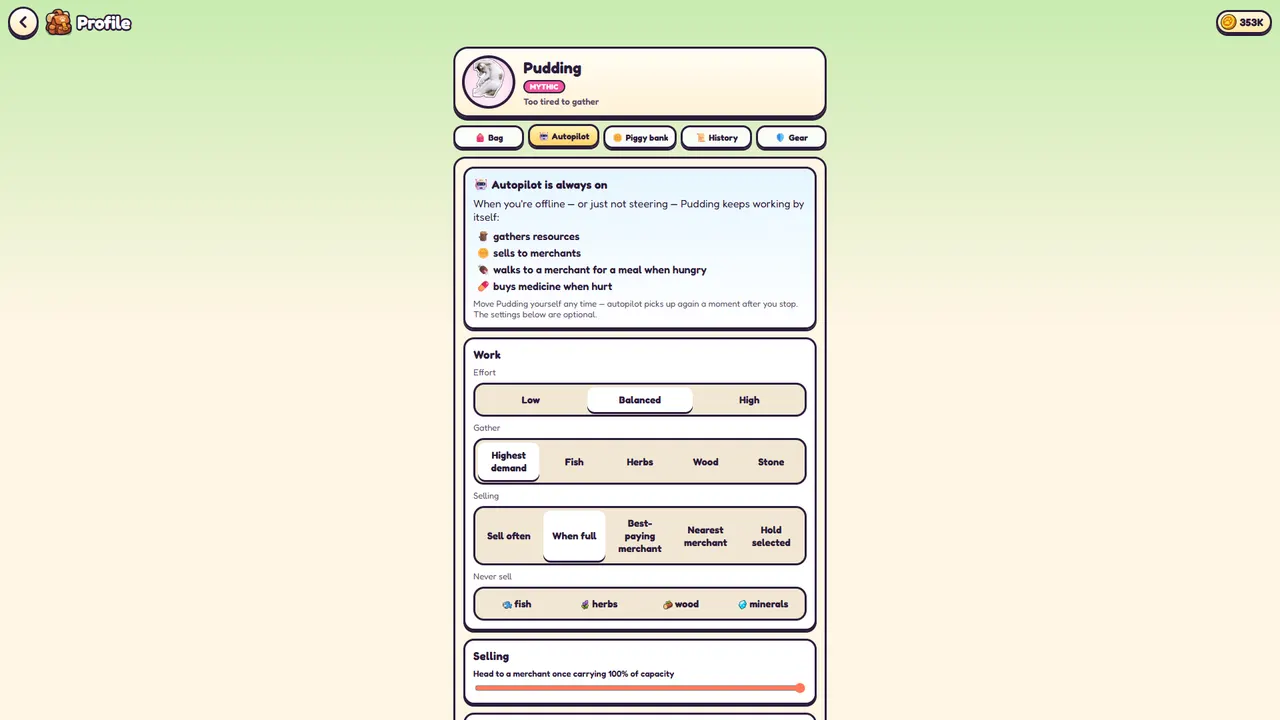 Profile
353K
Pudding
MYTHIC
Too tired to gather
Bag
Autopilot
Piggy bank
History
Gear
Autopilot is always on
When you're offline — or just not steering — Pudding keeps working by
itself:
gathers resources
sells to merchants
walks to a merchant for a meal when hungry
buys medicine when hurt
Move Pudding yourself any time — autopilot picks up again a moment after you stop.
The settings below are optional.
Work
Effort
Low
Balanced
High
Gather
Highest
demand
Fish
Herbs
Wood
Stone
Selling
Sell often
When full
Best-
paying
merchant
Nearest
merchant
Hold
selected
Never sell
fish
herbs
wood
minerals
Selling
Head to a merchant once carrying 100% of capacity